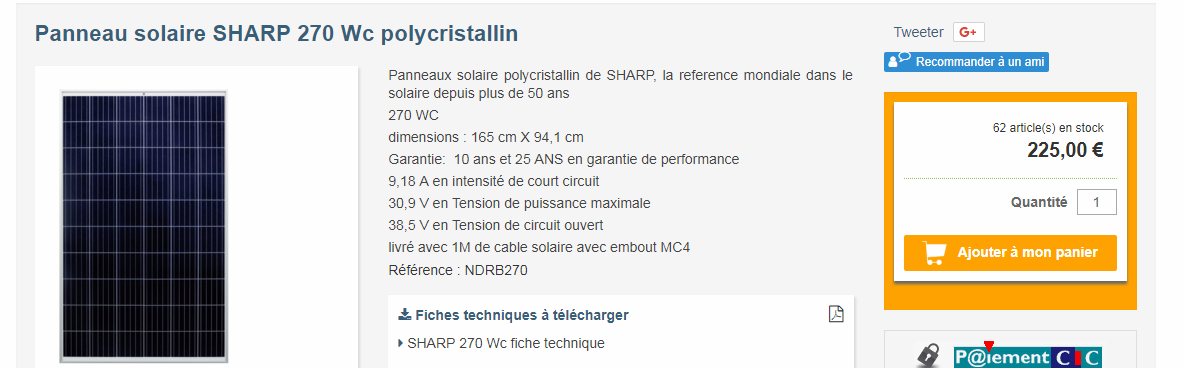 Panneau solaire SHARP 270 Wc polycristallin
Panneaux solaire polycristallin de SHARP, la reference mondiale dans le
solaire depuis plus de 50 ans
270 WC
dimensions : 165 cm X 94,1 cm
Garantie: 10 ans et 25 ANS en garantie de performance
9,18 A en intensité de court circuit
30,9 V en Tension de puissance maximale
38,5 V en Tension de circuit ouvert
livré avec 1M de cable solaire avec embout MC4
Référence : NDRB270
Fiches techniques à télécharger
SHARP 270 Wc fiche technique
Tweeter G+
Recommander à un ami
62 article(s) en stock
225,00 €
Quantité 1
Ajouter à mon panier
P@iement CIC